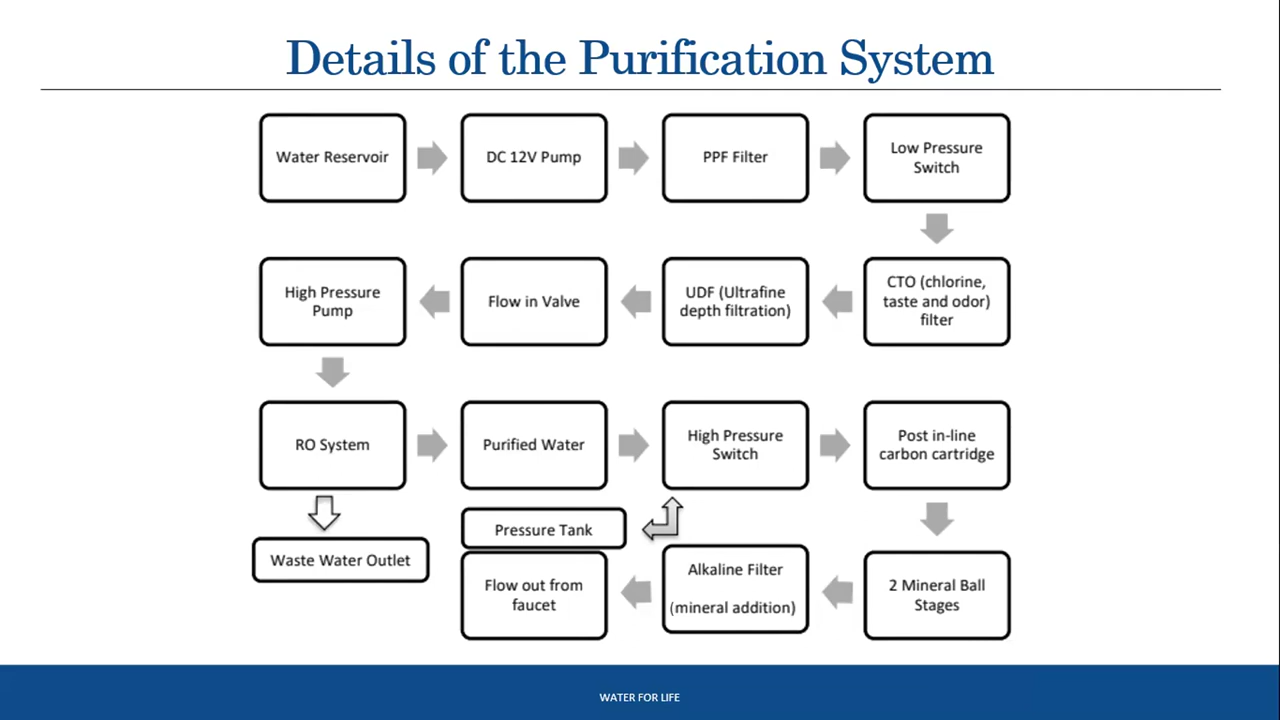 Details of the Purification System
Water Reservoir
DC 12V Pump
PPF Filter
Low Pressure
Switch
CTO (chlorine,
taste and odor)
filter
UDF (Ultrafine
depth filtration)
Flow in Valve
High Pressure
Pump
RO System
Purified Water
High Pressure
Switch
Post in-line
carbon cartridge
Waste Water Outlet
Pressure Tank
2 Mineral Ball
Stages
Alkaline Filter
(mineral addition)
Flow out from
faucet
WATER FOR LIFE